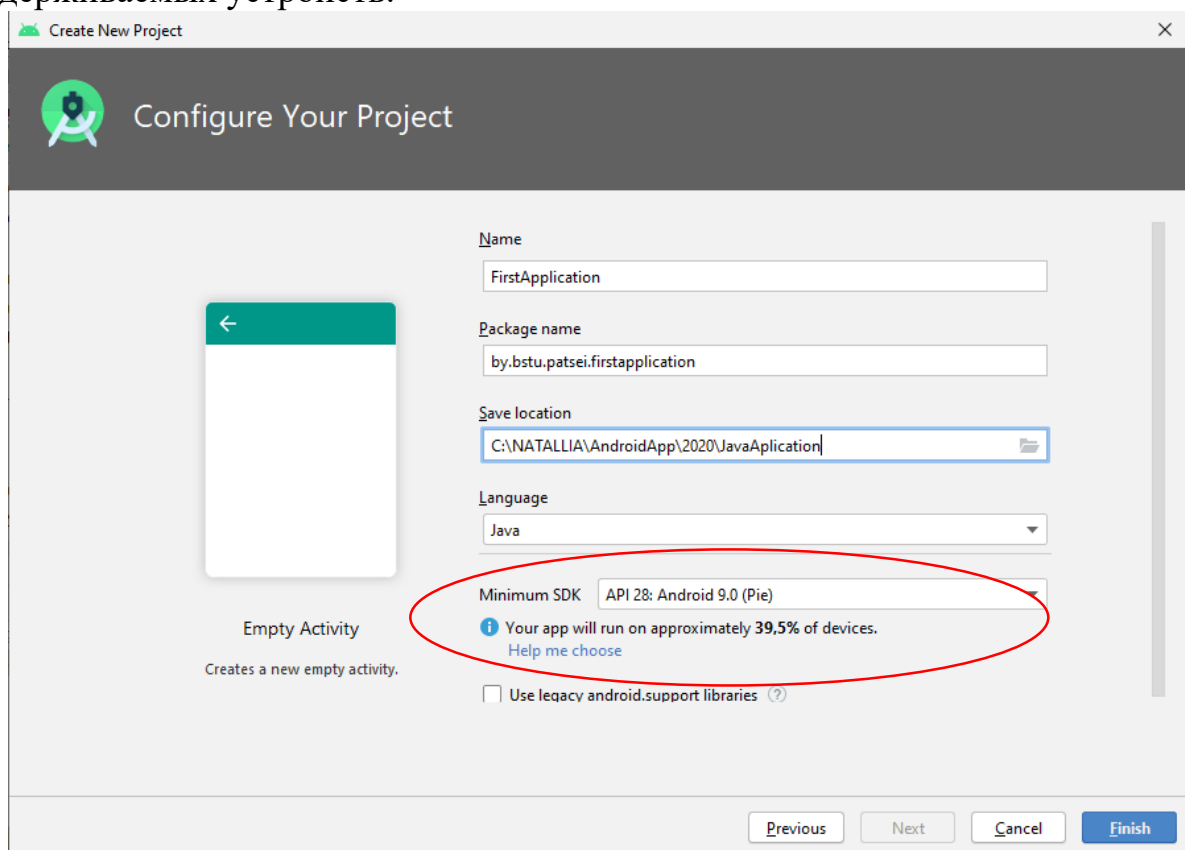 держиваемых устройств.
Create New Project
Configure Your Project
Name
FirstApplication
Package name
by.bstu.patsei.firstapplication
Save location
C:\NATALLIA\AndroidApp\2020\JavaAplication
Language
Java
Minimum SDK API 28: Android 9.0 (Pie)
Your app will run on approximately 39,5% of devices.
Help me choose
Use legacy android.support libraries
Empty Activity
Creates a new empty activity.
Previous Next Cancel Finish